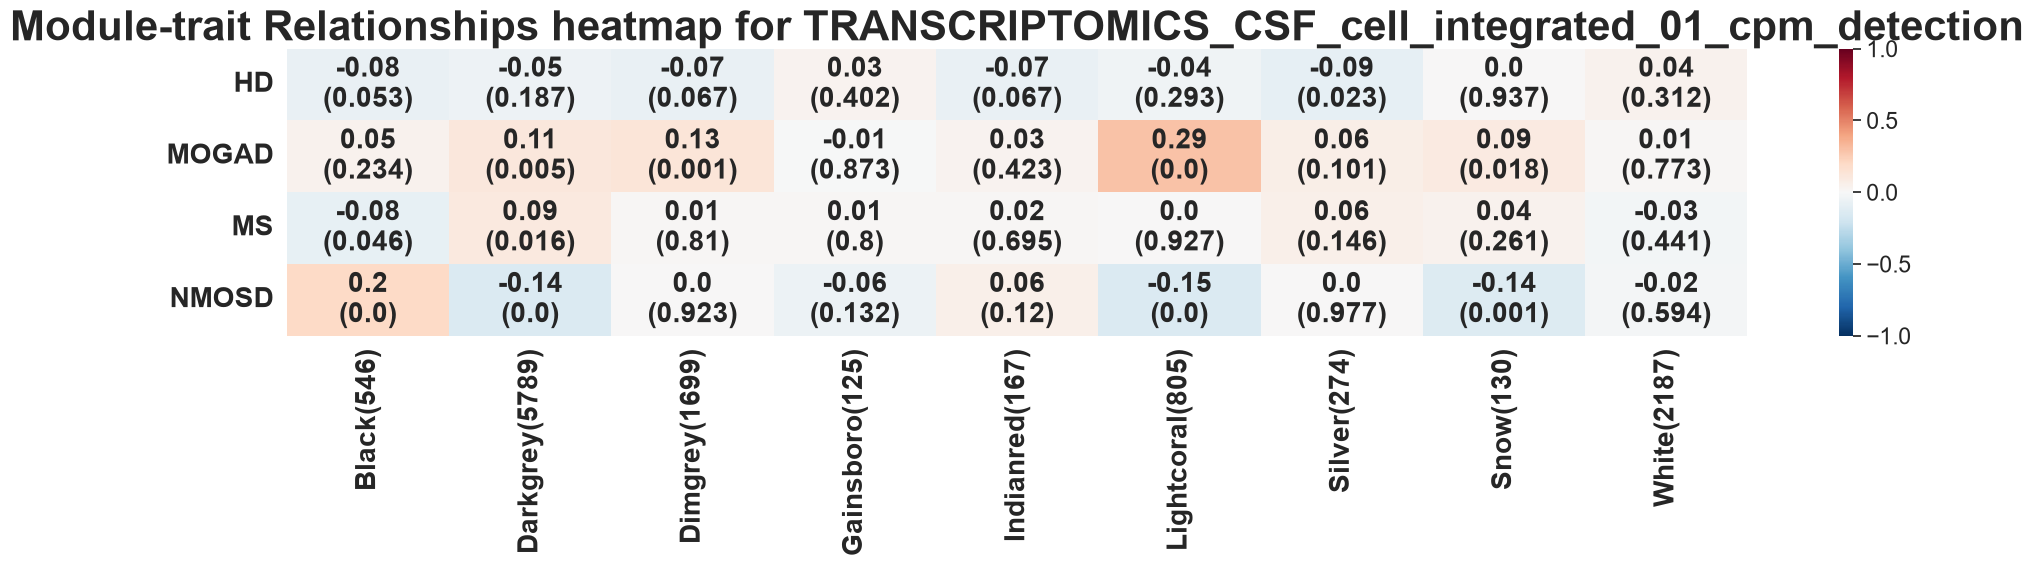 Module-trait Relationships heatmap for TRANSCRIPTOMICS_CSF_cell_integrated_01_cpm_detection
HD
-0.08 -0.05 -0.07 0.03 -0.07 -0.04 -0.09 0.0 0.04
(0.053) (0.187) (0.067) (0.402) (0.067) (0.293) (0.023) (0.937) (0.312)
MOGAD
0.05 0.11 0.13 -0.01 0.03 0.29 0.06 0.09 0.01
(0.234) (0.005) (0.001) (0.873) (0.423) (0.0) (0.101) (0.018) (0.773)
MS
-0.08 0.09 0.01 0.01 0.02 0.0 0.06 0.04 -0.03
(0.046) (0.016) (0.81) (0.8) (0.695) (0.927) (0.146) (0.261) (0.441)
NMOSD
0.2 -0.14 0.0 -0.06 0.06 -0.15 0.0 -0.14 -0.02
(0.0) (0.0) (0.923) (0.132) (0.12) (0.0) (0.977) (0.001) (0.594)
Black(546)
Darkgrey(5789)
Dimgrey(1699)
Gainsboro(125)
Indianred(167)
Lightcoral(805)
Silver(274)
Snow(130)
White(2187)
1.0
0.5
0.0
−0.5
−1.0